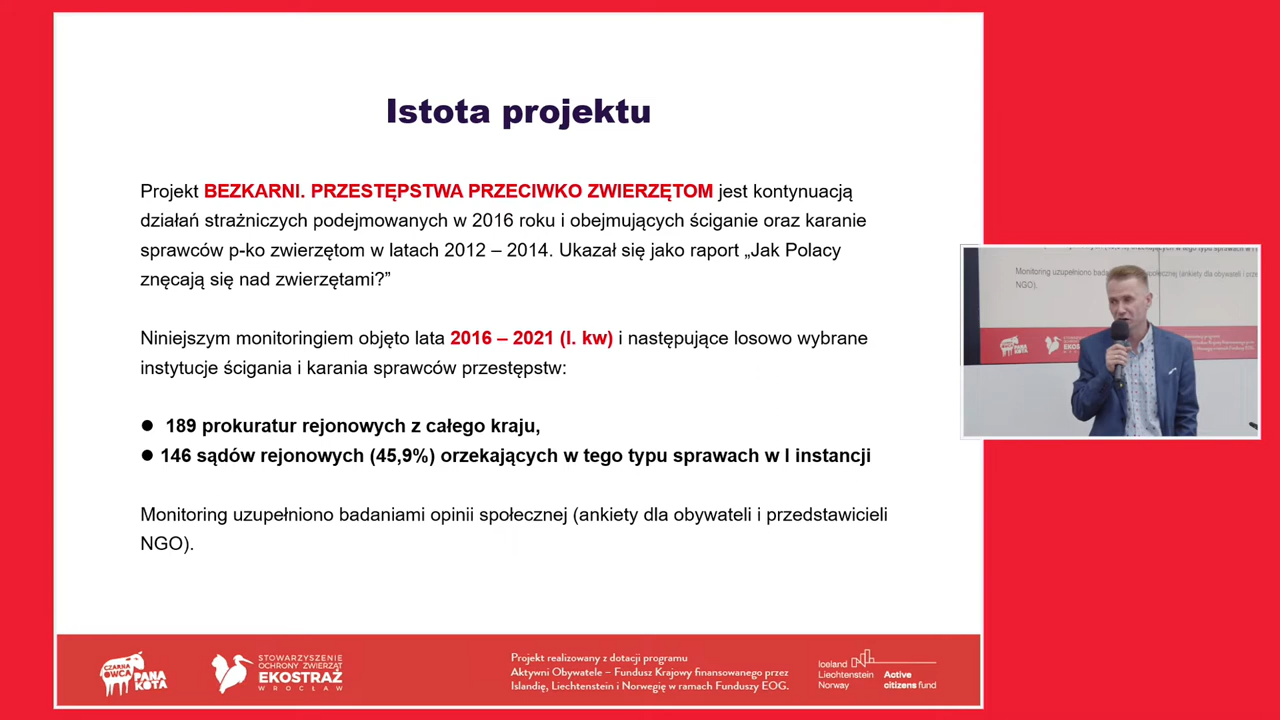 Istota projektu
Projekt BEZKARNI. PRZESTĘPSTWA PRZECIWKO ZWIERZĘTOM jest kontynuacją
działań strażniczych podejmowanych w 2016 roku i obejmujących ściganie oraz karanie
sprawców p-ko zwierzętom w latach 2012 – 2014. Ukazał się jako raport „Jak Polacy
znęcają się nad zwierzętami?”
Niniejszym monitoringiem objęto lata 2016 – 2021 (I. kw) i następujące losowo wybrane
instytucje ścigania i karania sprawców przestępstw:
● 189 prokuratur rejonowych z całego kraju,
● 146 sądów rejonowych (45,9%) orzekających w tego typu sprawach w I instancji
Monitoring uzupełniono badaniami opinii społecznej (ankiety dla obywateli i przedstawicieli
NGO).
CZARNA
OWCA
PANA
KOTA
STOWARZYSZENIE
OCHRONY ZWIERZĄT
EKOSTRAŻ
WROCŁAW
Projekt realizowany z dotacji programu
Aktywni Obywatele – Fundusz Krajowy finansowanego przez
Islandię, Liechtenstein i Norwegię w ramach Funduszy EOG.
Iceland
Liechtenstein
Norway
Active
citizens fund
Monitoring uzupełniono
NGO).
PANA
KOTA